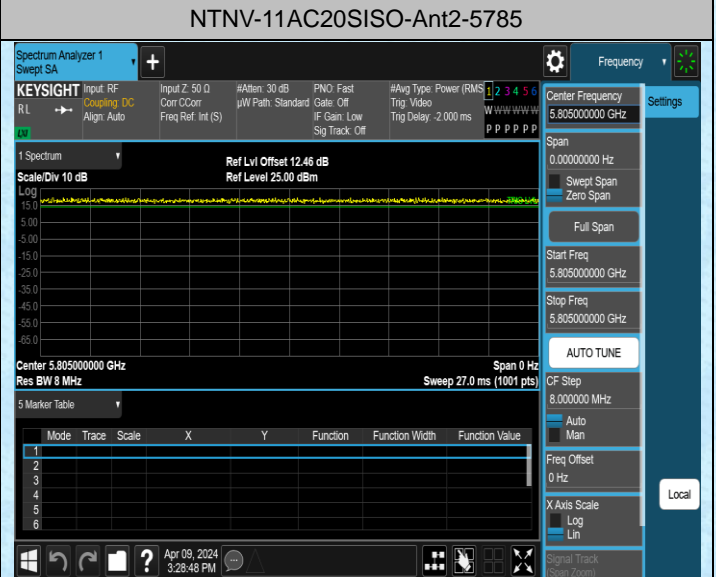 NTNV-11AC20SISO-Ant2-5785
Spectrum Analyzer 1
Swept SA
Frequency
KEYSIGHT
RL
Input: RF
Coupling: DC
Align: Auto
Input Z: 50 Ω
Corr CCorr
Freq Ref: Int (S)
#Atten: 30 dB
µW Path: Standard
PNO: Fast
Gate: Off
IF Gain: Low
Sig Track: Off
#Avg Type: Power (RMS
Trig: Video
Trig Delay: -2.000 ms
1 2 3 4 5 6
W W W W W W
P P P P P P
Center Frequency
5.805000000 GHz
Settings
Span
0.00000000 Hz
Swept Span
Zero Span
Full Span
Start Freq
5.805000000 GHz
Stop Freq
5.805000000 GHz
AUTO TUNE
CF Step
8.000000 MHz
Auto
Man
Freq Offset
0 Hz
X Axis Scale
Log
Lin
Signal Track
(Span Zoom)
Local
1 Spectrum
Ref Lvl Offset 12.46 dB
Scale/Div 10 dB
Ref Level 25.00 dBm
Log
15.0
5.00
-5.00
-15.0
-25.0
-35.0
-45.0
-55.0
-65.0
Center 5.805000000 GHz
Span 0 Hz
Res BW 8 MHz
Sweep 27.0 ms (1001 pts)
5 Marker Table
Mode Trace Scale X Y Function Function Width Function Value
1
2
3
4
5
6
?
Apr 09, 2024
3:28:48 PM